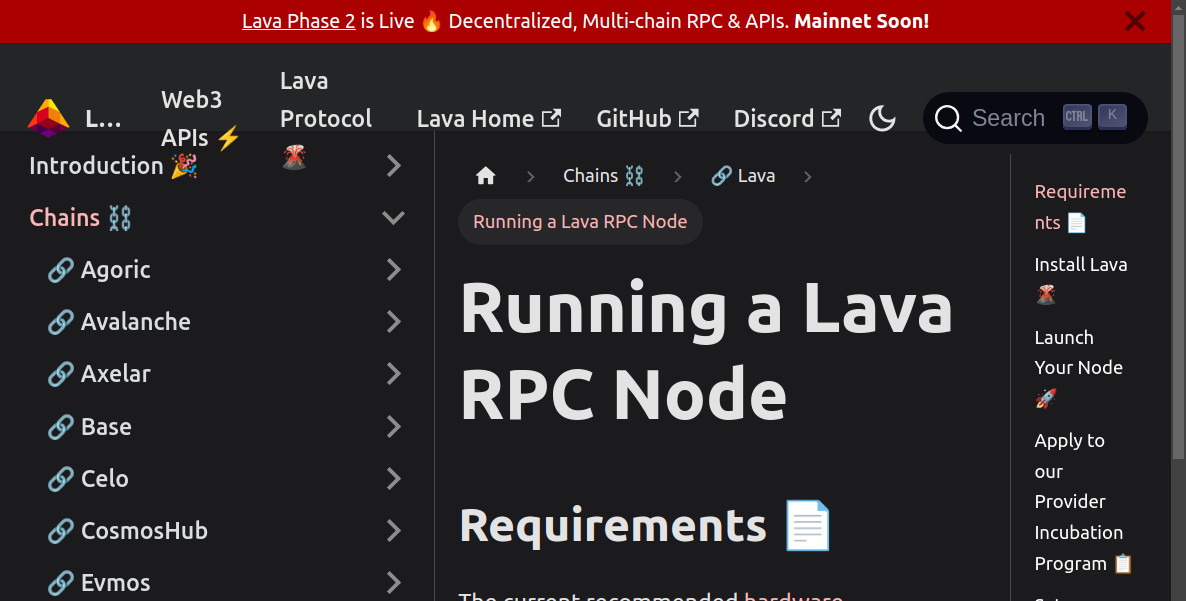 Lava Phase 2 is Live 🔥 Decentralized, Multi-chain RPC & APIs. Mainnet Soon!
L...
Web3
APIs ⚡
Lava
Protocol
🌋
Lava Home
GitHub
Discord
Search
CTRL
K
Introduction 🎉
Chains ⛓️
🔗 Agoric
🔗 Avalanche
🔗 Axelar
🔗 Base
🔗 Celo
🔗 CosmosHub
🔗 Evmos
Chains ⛓️
🔗 Lava
Running a Lava RPC Node
Running a Lava
RPC Node
Requirements 📄
The current recommended hardware
Requireme
nts 📄
Install Lava
🌋
Launch
Your Node
🚀
Apply to
our
Provider
Incubation
Program 📋